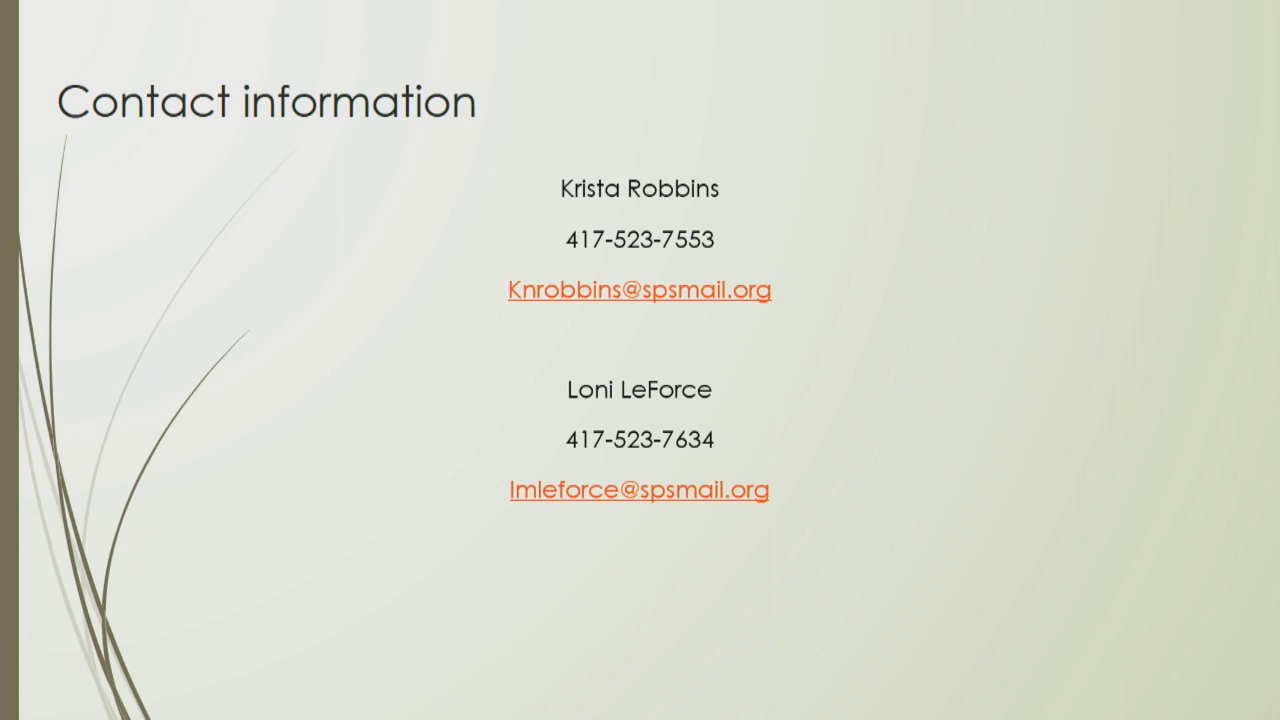 Contact information
Krista Robbins
417-523-7553
Knrobbins@spsmail.org
Loni LeForce
417-523-7634
lmleforce@spsmail.org